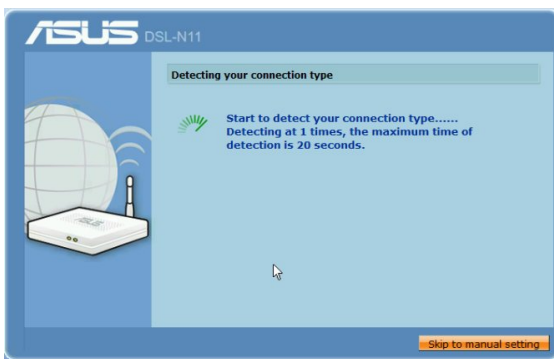 ASUS DSL-N11
Detecting your connection type
Start to detect your connection type......
Detecting at 1 times, the maximum time of
detection is 20 seconds.
ASUS
Skip to manual setting